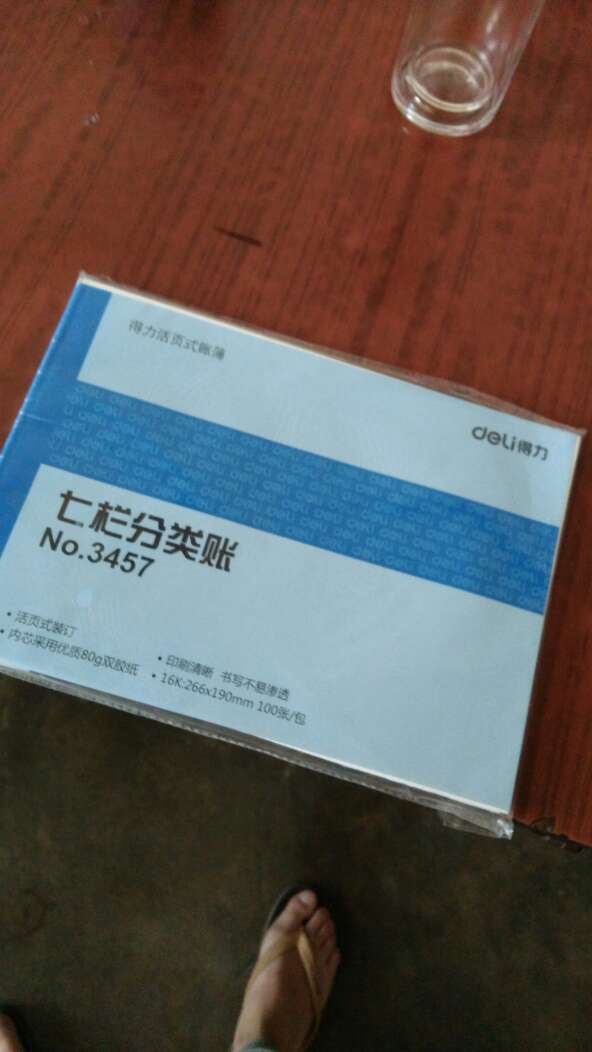 得力活页式账簿
deli得力
七栏分类账
No.3457
• 活页式装订
• 内芯采用优质80g双胶纸
• 印刷清晰 书写不易渗透
• 16K:266x190mm 100张/包